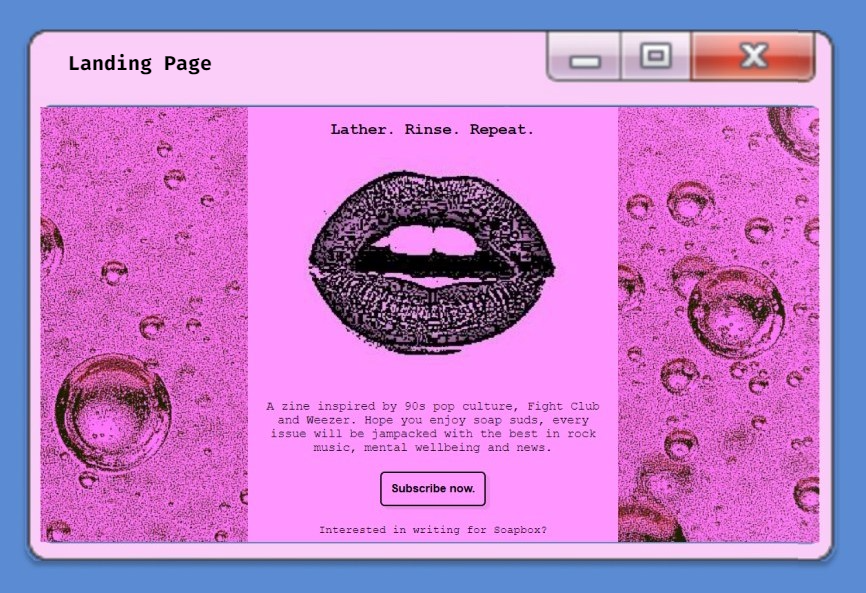 Landing Page
Lather. Rinse. Repeat.
A zine inspired by 90s pop culture, Fight Club
and Weezer. Hope you enjoy soap suds, every
issue will be jampacked with the best in rock
music, mental wellbeing and news.
Subscribe now.
Interested in writing for Soapbox?